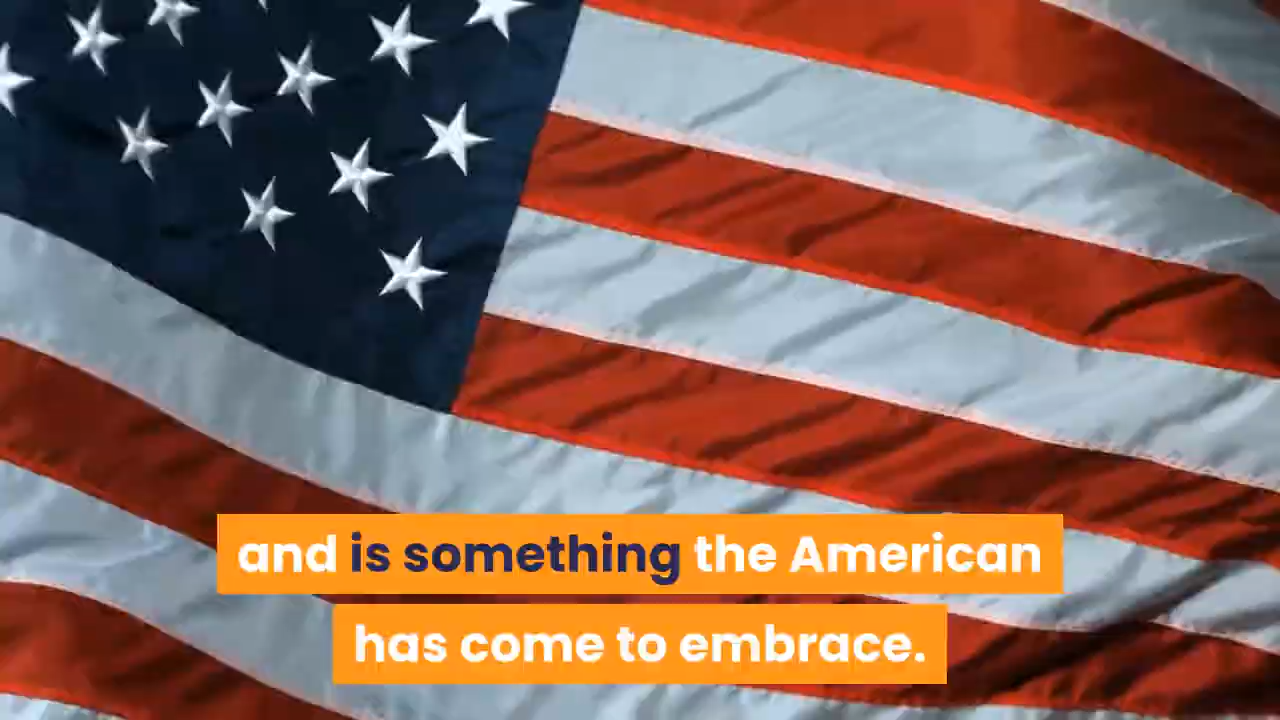 and is something the American
has come to embrace.